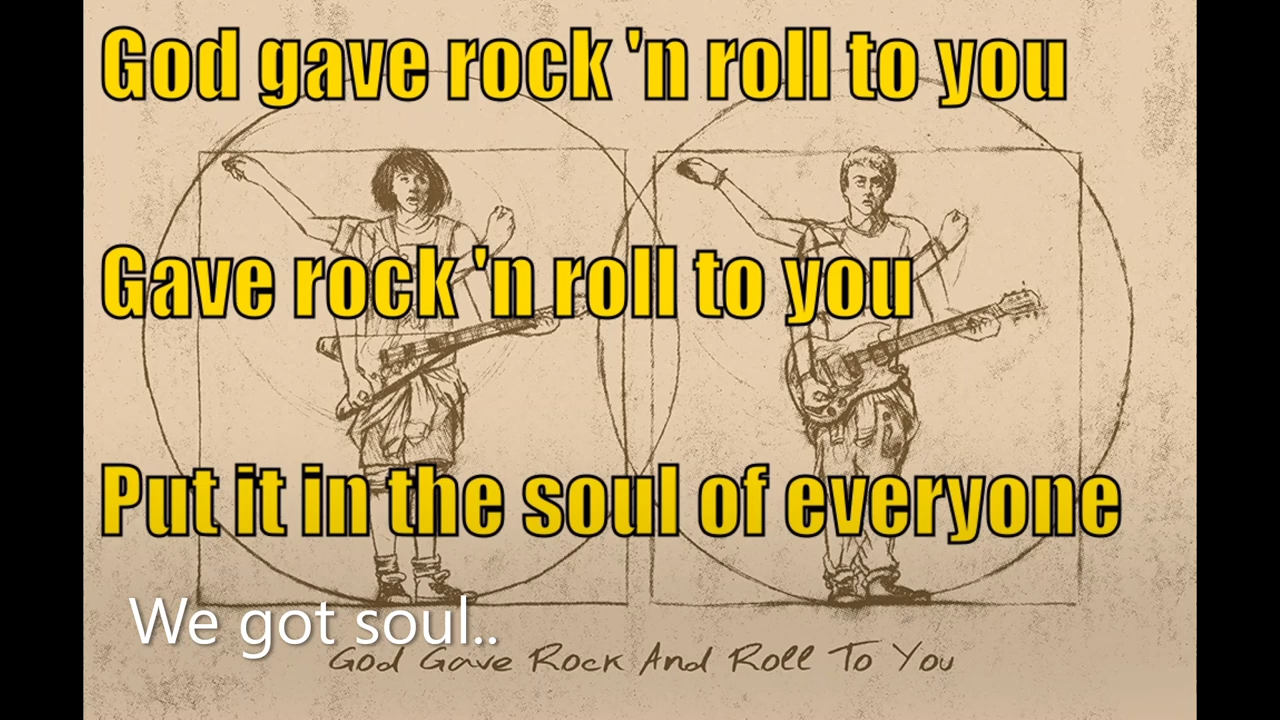 God gave rock 'n roll to you
Gave rock 'n roll to you
Put it in the soul of everyone
We got soul..
God Gave Rock And Roll To You